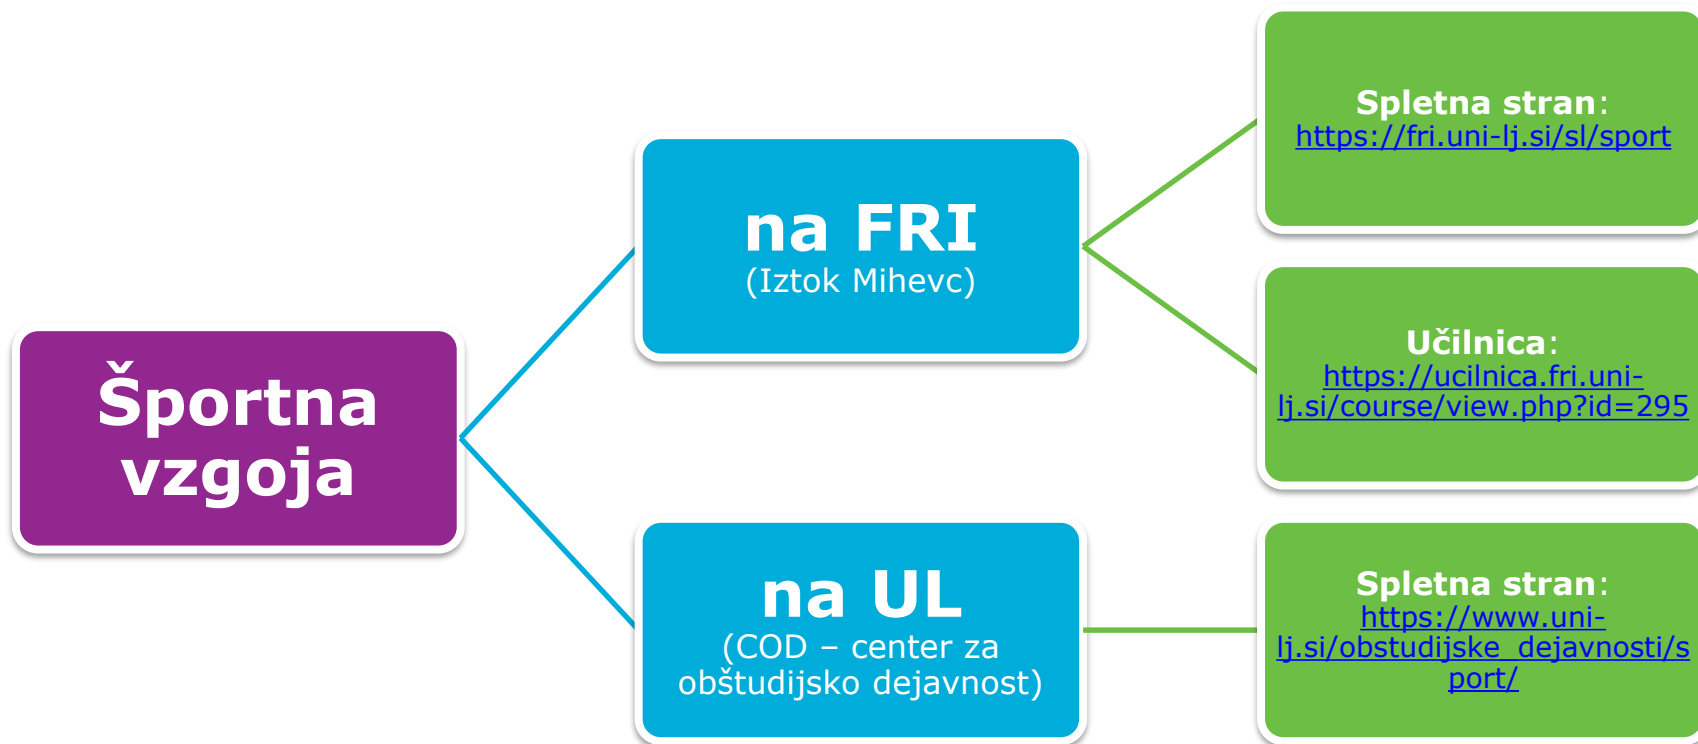 Športna
vzgoja
na FRI
(Iztok Mihevc)
Spletna stran:
https://fri.uni-lj.si/sl/sport
Učilnica:
https://ucilnica.fri.uni-
lj.si/course/view.php?id=295
na UL
(COD – center za
obštudijsko dejavnost)
Spletna stran:
https://www.uni-
lj.si/obstudijske_dejavnosti/s
port/